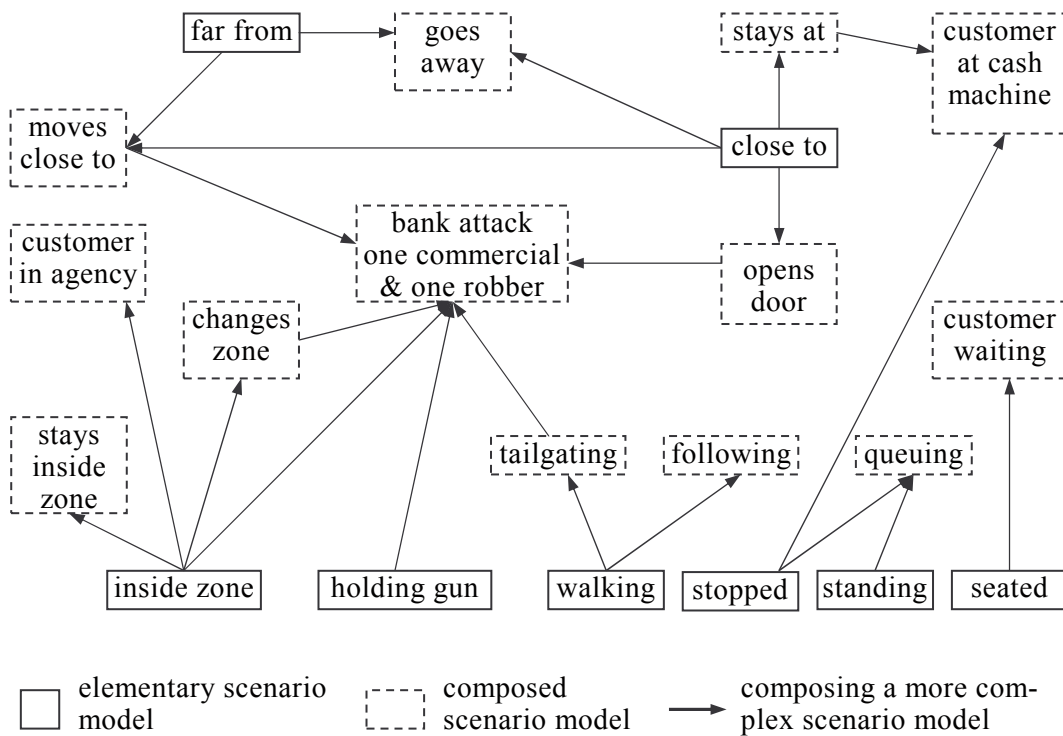 far from
goes
away
stays at
customer
at cash
machine
moves
close to
close to
customer
in agency
bank attack
one commercial
& one robber
opens
door
changes
zone
customer
waiting
stays
inside
zone
tailgating
following
queuing
inside zone
holding gun
walking
stopped
standing
seated
elementary scenario
model
composed
scenario model
composing a more com-
plex scenario model